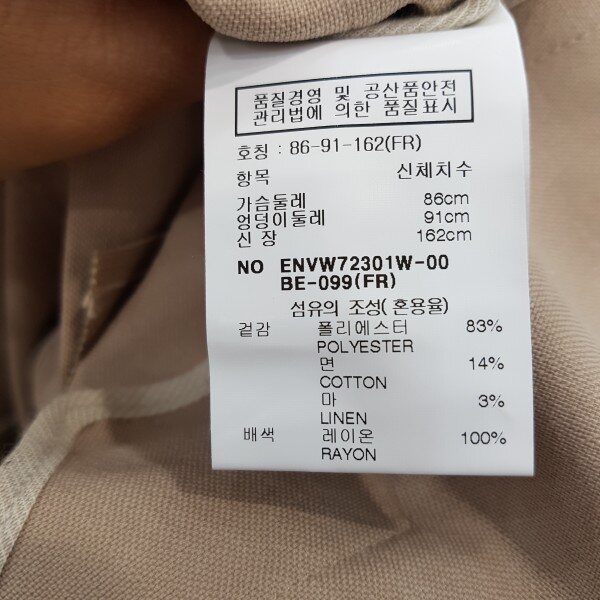 품질경영 및 공산품안전
관리법에 의한 품질표시
호칭 : 86-91-162(FR)
항목 신체치수
가슴둘레 86cm
엉덩이둘레 91cm
신 장 162cm
NO ENVW72301W-00
BE-099(FR)
섬유의 조성(혼용율)
겉감 폴리에스터 83%
POLYESTER
면 14%
COTTON
마 3%
LINEN
배색 레이온 100%
RAYON